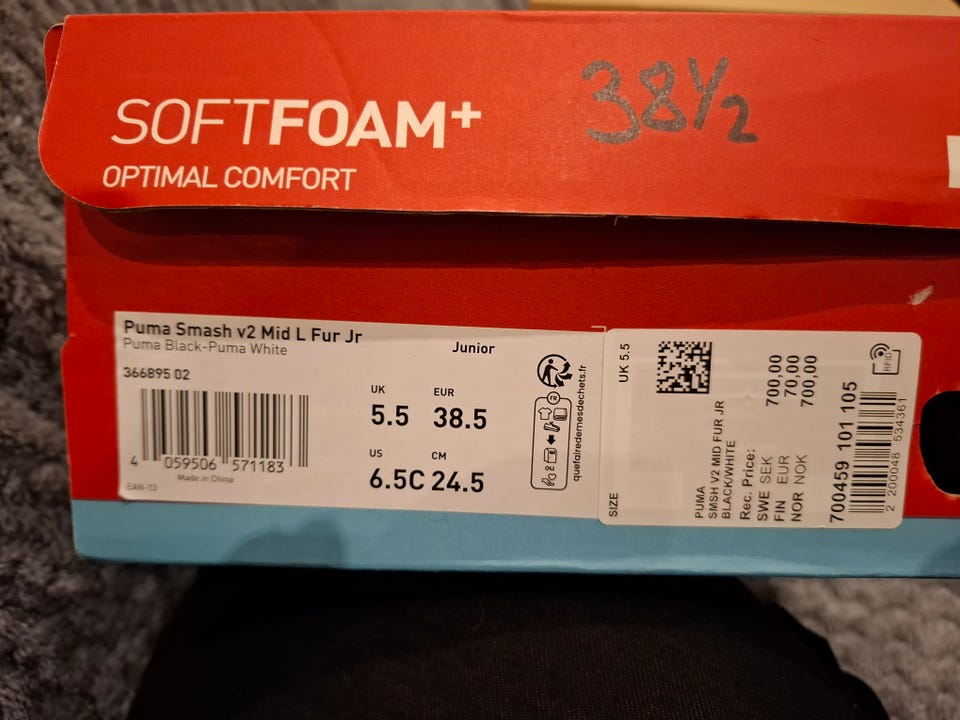 SOFTFOAM+
OPTIMAL COMFORT
38½
Puma Smash v2 Mid L Fur Jr
Puma Black-Puma White
Junior
366895 02
UK
5.5
EUR
38.5
US
6.5C
CM
24.5
4 059506 571183
Made in China
EAN-13
FR
quefairedemesdechets.fr
SIZE
UK 5.5
PUMA
SMSH V2 MID FUR JR
BLACK/WHITE
Rec. Price:
SWE SEK 700,00
FIN EUR 70,00
NOR NOK 700,00
700459 101 105
2 200048 534361
RFID